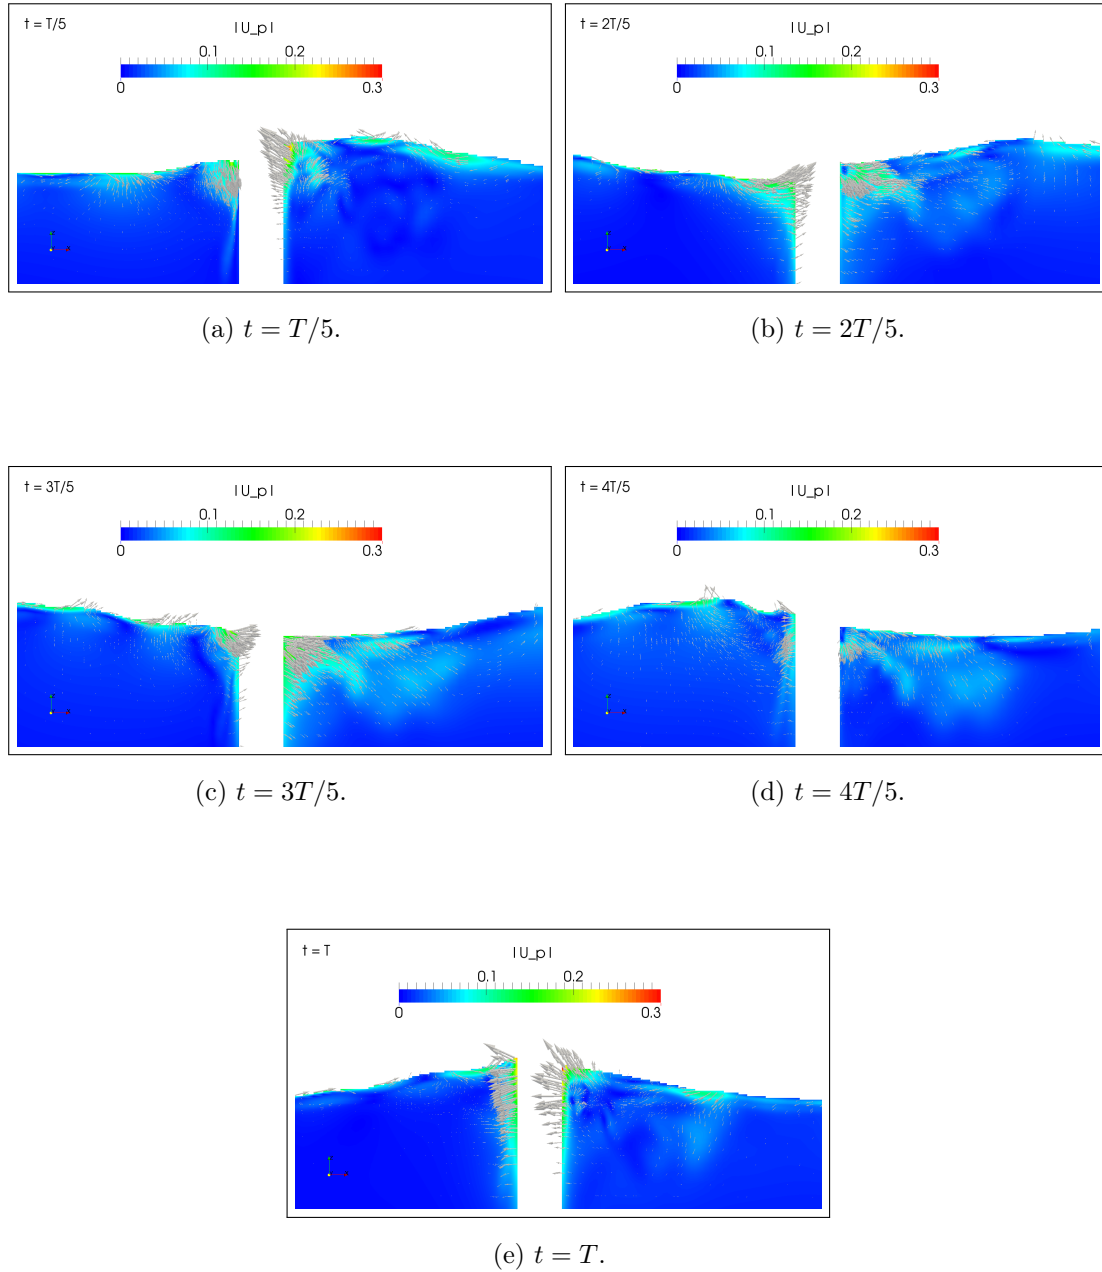 t = T/5
|U_p|
0.1 0.2
0 0.3
(a) t = T/5.
t = 2T/5
|U_p|
0.1 0.2
0 0.3
(b) t = 2T/5.
t = 3T/5
|U_p|
0.1 0.2
0 0.3
(c) t = 3T/5.
t = 4T/5
|U_p|
0.1 0.2
0 0.3
(d) t = 4T/5.
t = T
|U_p|
0.1 0.2
0 0.3
(e) t = T.